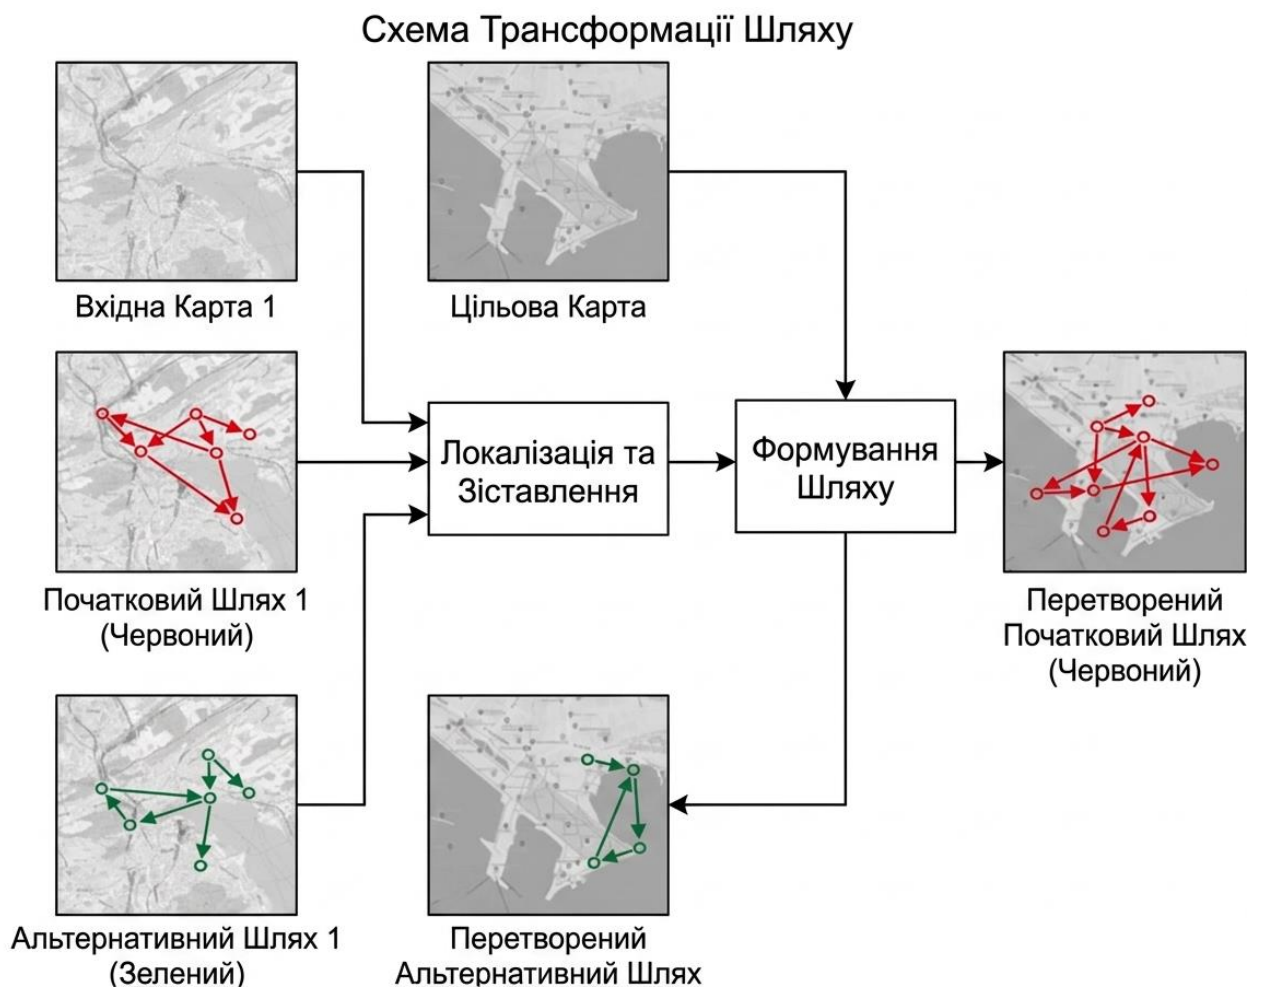 Схема Трансформації Шляху
Вхідна Карта 1
Цільова Карта
Локалізація та
Зіставлення
Формування
Шляху
Початковий Шлях 1
(Червоний)
Перетворений
Початковий Шлях
(Червоний)
Альтернативний Шлях 1
(Зелений)
Перетворений
Альтернативний Шлях